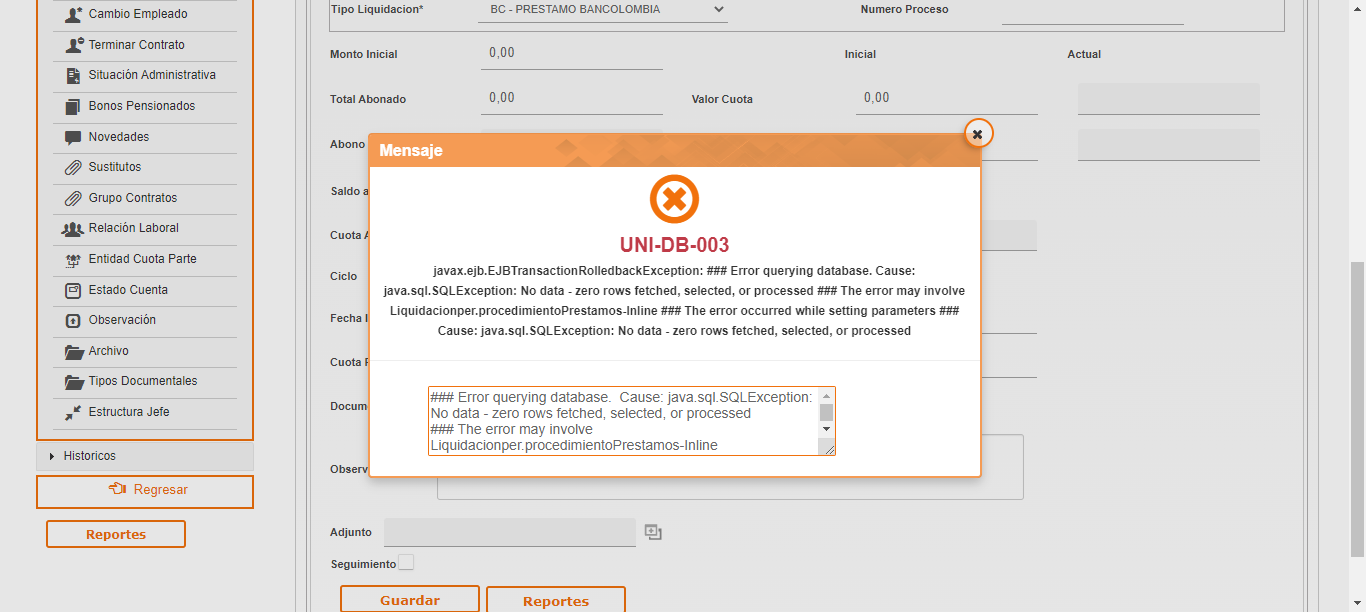 Cambio Empleado
Terminar Contrato
Situación Administrativa
Bonos Pensionados
Novedades
Sustitutos
Grupo Contratos
Relación Laboral
Entidad Cuota Parte
Estado Cuenta
Observación
Archivo
Tipos Documentales
Estructura Jefe
Historicos
Regresar
Reportes
Tipo Liquidacion* BC - PRESTAMO BANCOLOMBIA Numero Proceso
Monto Inicial 0,00 Inicial Actual
Total Abonado 0,00 Valor Cuota 0,00
Abono
Saldo a
Cuota A
Ciclo
Fecha I
Cuota
Docum
Observ
Mensaje
UNI-DB-003
javax.ejb.EJBTransactionRolledbackException: ### Error querying database. Cause:
java.sql.SQLException: No data - zero rows fetched, selected, or processed ### The error may involve
Liquidacionper.procedimientoPrestamos-Inline ### The error occurred while setting parameters ###
Cause: java.sql.SQLException: No data - zero rows fetched, selected, or processed
### Error querying database.  Cause: java.sql.SQLException:
No data - zero rows fetched, selected, or processed
### The error may involve
Liquidacionper.procedimientoPrestamos-Inline
Adjunto
Seguimiento
Guardar Reportes